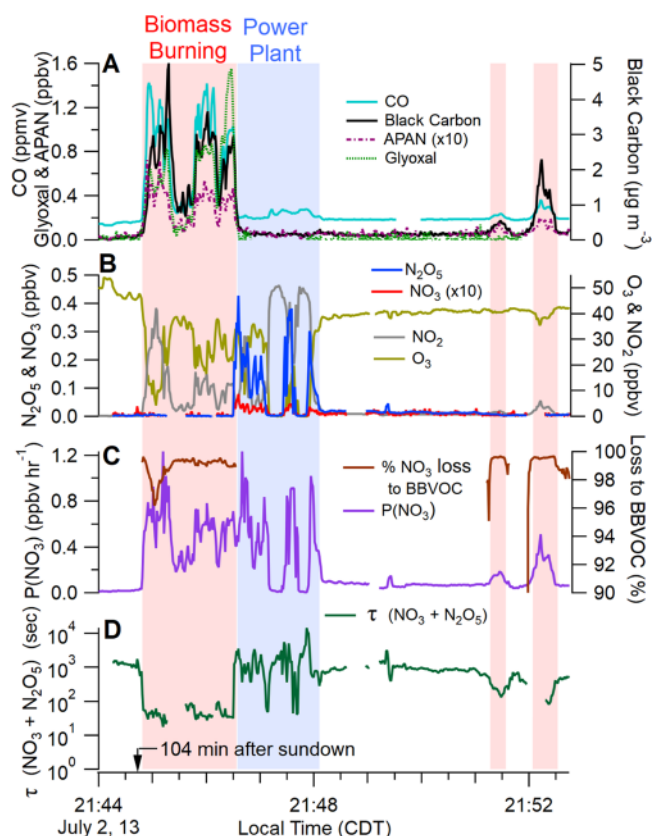 Biomass
Burning
Power
Plant
A
CO (ppmv)
Glyoxal & APAN (ppbv)
1.6
1.2
0.8
0.4
0.0
CO
Black Carbon
APAN (x10)
Glyoxal
5
4
3
2
1
0
Black Carbon
(µg m⁻³)
B
N₂O₅ & NO₃ (ppbv)
0.5
0.4
0.3
0.2
0.1
0.0
N₂O₅
NO₃ (x10)
NO₂
O₃
50
40
30
20
10
0
O₃ & NO₂
(ppbv)
C
P(NO₃) (ppbv hr⁻¹)
1.2
0.8
0.4
0.0
% NO₃ loss
to BBVOC
P(NO₃)
100
98
96
94
92
90
Loss to BBVOC
(%)
D
τ (NO₃ + N₂O₅) (sec)
10⁴
10³
10²
10¹
10⁰
τ (NO₃ + N₂O₅)
104 min after sundown
21:44
21:48
21:52
July 2, 13
Local Time (CDT)